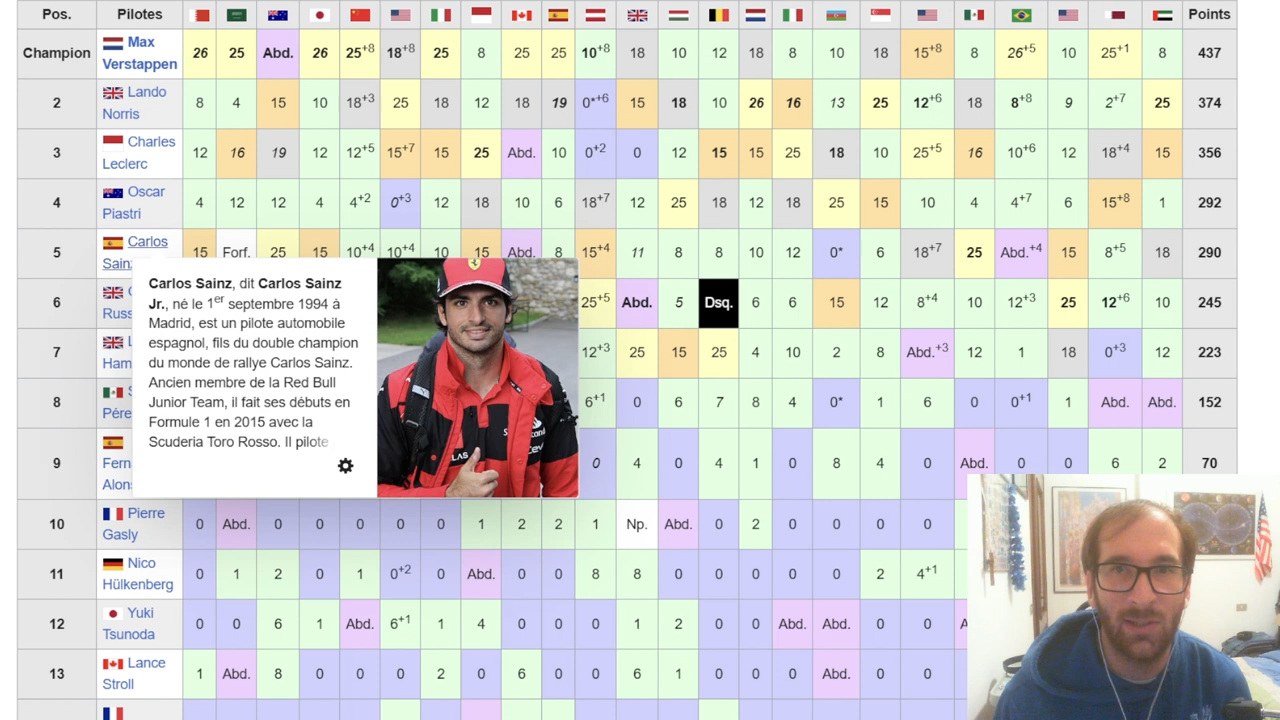 Pos. Pilotes Points
Champion Max Verstappen 26 25 Abd. 26 25+8 18+8 25 8 25 25 10+8 18 10 12 18 8 10 18 15+8 8 26+5 10 25+1 8 437
2 Lando Norris 8 4 15 10 18+3 25 18 12 18 19 0*+6 15 18 10 26 16 13 25 12+6 18 8+8 9 2+7 25 374
3 Charles Leclerc 12 16 19 12 12+5 15+7 15 25 Abd. 10 0+2 0 12 15 15 25 18 10 25+5 16 10+6 12 18+4 15 356
4 Oscar Piastri 4 12 12 4 4+2 0+3 12 18 10 6 18+7 12 25 18 12 18 25 15 10 4 4+7 6 15+8 1 292
5 Carlos Sainz 15 Forf. 25 15 10+4 10+4 10 15 Abd. 8 15+4 11 8 8 10 12 0* 6 18+7 25 Abd.+4 15 8+5 18 290
6 Russ 25+5 Abd. 5 Dsq. 6 6 15 12 8+4 10 12+3 25 12+6 10 245
7 Ham 12+3 25 15 25 4 10 2 8 Abd.+3 12 1 18 0+3 12 223
8 Pére 6+1 0 6 7 8 4 0* 1 6 0 0+1 1 Abd. Abd. 152
9 Fern Alons 0 4 0 4 1 0 8 4 0 Abd. 0 0 6 2 70
Carlos Sainz, dit Carlos Sainz
Jr., né le 1er septembre 1994 à
Madrid, est un pilote automobile
espagnol, fils du double champion
du monde de rallye Carlos Sainz.
Ancien membre de la Red Bull
Junior Team, il fait ses débuts en
Formule 1 en 2015 avec la
Scuderia Toro Rosso. Il pilote
10 Pierre Gasly 0 Abd. 0 0 0 0 0 1 2 2 1 Np. Abd. 0 2 0 0 0 0
11 Nico Hülkenberg 0 1 2 0 1 0+2 0 Abd. 0 0 8 8 0 0 0 0 0 2 4+1
12 Yuki Tsunoda 0 0 6 1 Abd. 6+1 1 4 0 0 0 1 2 0 0 Abd. Abd. 0 0
13 Lance Stroll 1 Abd. 8 0 0 0 2 0 6 0 0 6 1 0 0 0 Abd. 0 0